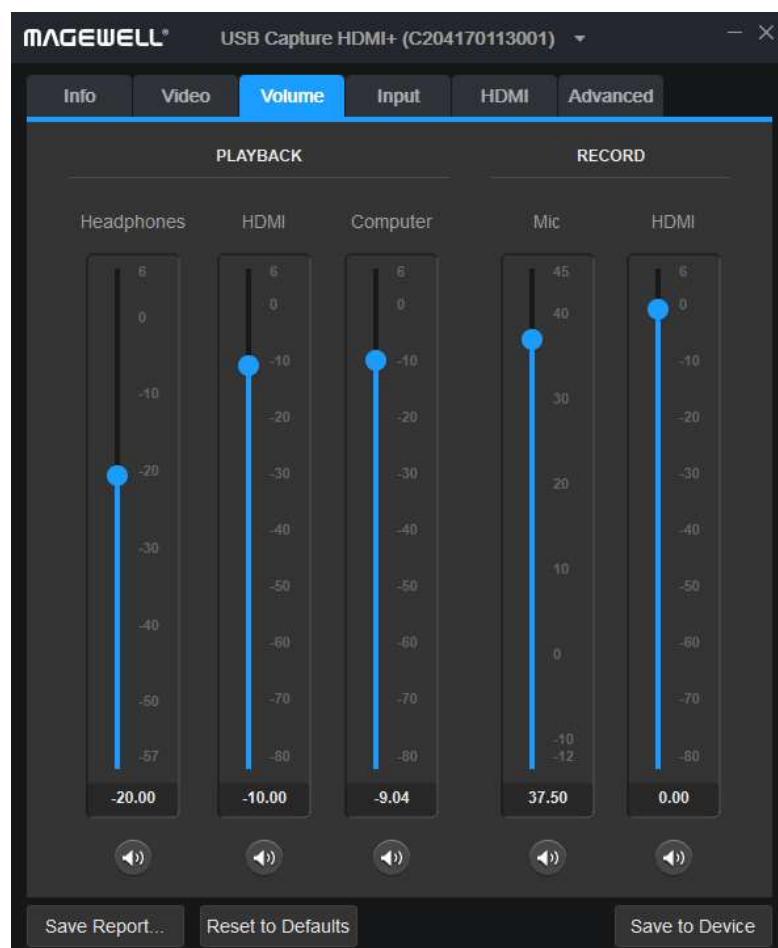 MAGEWELL® USB Capture HDMI+ (C204170113001)
Info Video Volume Input HDMI Advanced
PLAYBACK RECORD
Headphones HDMI Computer Mic HDMI
6 6 6 45 6
0 0 0 40 0
-10 -10 -10 30 -10
-20 -20 -20 20 -20
-30 -30 -30 10 -30
-40 -40 -40 0 -40
-50 -50 -50 -10 -50
-57 -60 -60 -12 -60
-70 -70 -70
-80 -80 -80
-20.00 -10.00 -9.04 37.50 0.00
Save Report... Reset to Defaults Save to Device